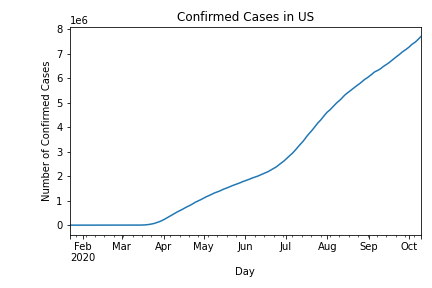 Confirmed Cases in US
1e6
8
7
6
5
4
3
2
1
0
Number of Confirmed Cases
Feb Mar Apr May Jun Jul Aug Sep Oct
2020
Day